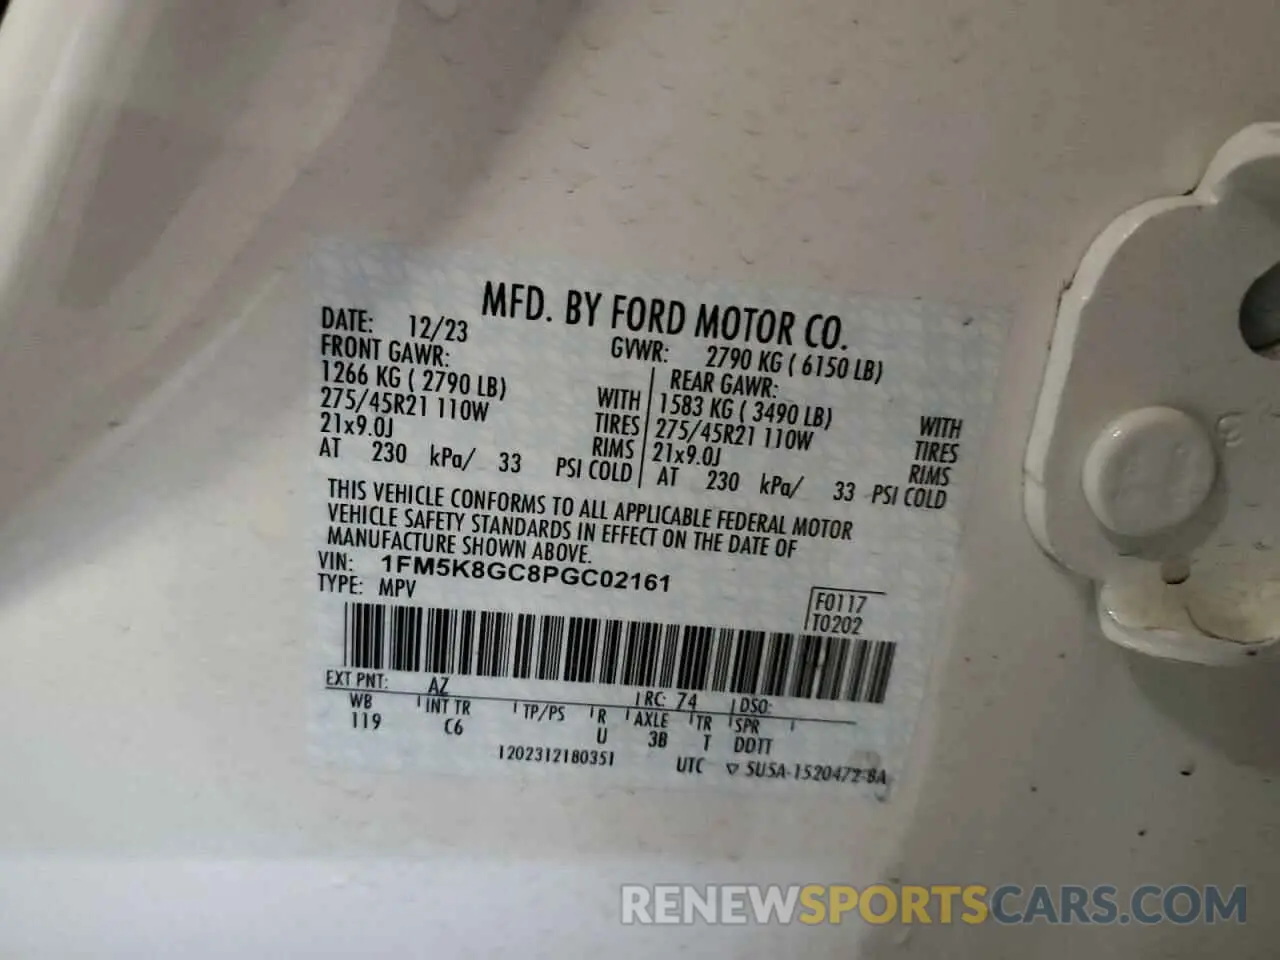 MFD. BY FORD MOTOR CO.
DATE: 12/23 GVWR: 2790 KG ( 6150 LB)
FRONT GAWR: REAR GAWR:
1266 KG ( 2790 LB) WITH 1583 KG ( 3490 LB) WITH
275/45R21 110W TIRES 275/45R21 110W TIRES
21x9.0J RIMS 21x9.0J RIMS
AT 230 kPa/ 33 PSI COLD AT 230 kPa/ 33 PSI COLD
THIS VEHICLE CONFORMS TO ALL APPLICABLE FEDERAL MOTOR
VEHICLE SAFETY STANDARDS IN EFFECT ON THE DATE OF
MANUFACTURE SHOWN ABOVE.
VIN: 1FM5K8GC8PGC02161
TYPE: MPV
F0117
T0202
EXT PNT: AZ RC: 74 DSO:
WB INT TR TP/PS R AXLE TR SPR
119 C6 U 3B T DDTT
1202312180351 UTC ▽ 5U5A-1520472-BA
RENEWSPORTSCARS.COM